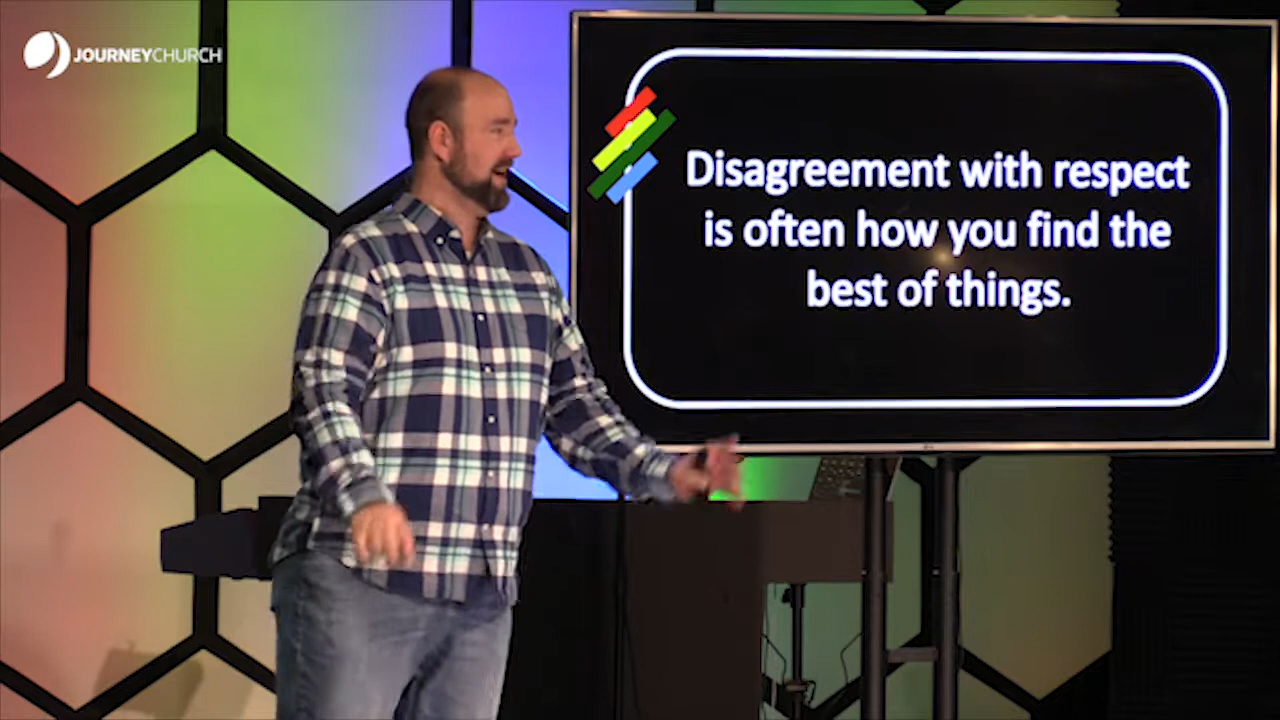 JOURNEYCHURCH
Disagreement with respect
is often how you find the
best of things.